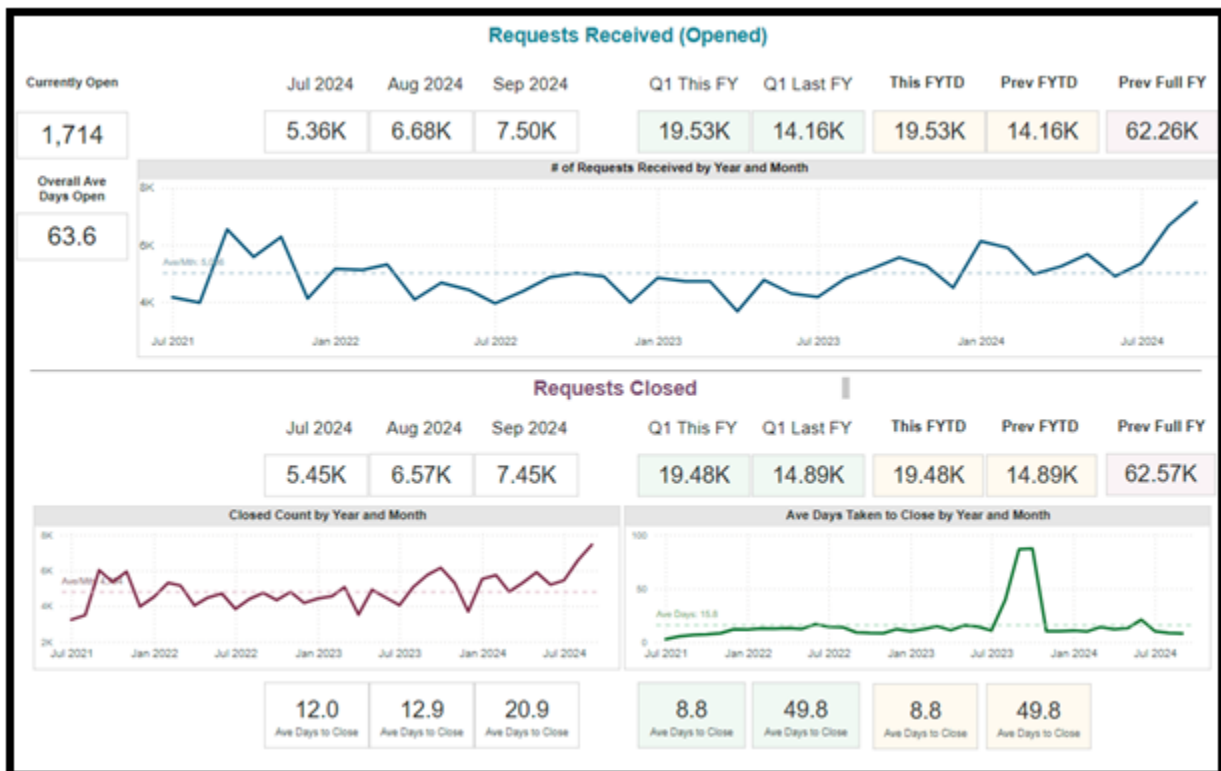 Requests Received (Opened)
Currently Open
Jul 2024 Aug 2024 Sep 2024 Q1 This FY Q1 Last FY This FYTD Prev FYTD Prev Full FY
1,714
5.36K 6.68K 7.50K 19.53K 14.16K 19.53K 14.16K 62.26K
Overall Ave
Days Open
63.6
# of Requests Received by Year and Month
8K
6K
Ave/Mth:
4K
Jul 2021 Jan 2022 Jul 2022 Jan 2023 Jul 2023 Jan 2024 Jul 2024
Requests Closed
Jul 2024 Aug 2024 Sep 2024 Q1 This FY Q1 Last FY This FYTD Prev FYTD Prev Full FY
5.45K 6.57K 7.45K 19.48K 14.89K 19.48K 14.89K 62.57K
Closed Count by Year and Month
8K
6K
Ave/Mth:
4K
2K
Jul 2021 Jan 2022 Jul 2022 Jan 2023 Jul 2023 Jan 2024 Jul 2024
Ave Days Taken to Close by Year and Month
100
50
Ave Days: 15.8
0
Jul 2021 Jan 2022 Jul 2022 Jan 2023 Jul 2023 Jan 2024 Jul 2024
12.0 12.9 20.9 8.8 49.8 8.8 49.8
Ave Days to Close Ave Days to Close Ave Days to Close Ave Days to Close Ave Days to Close Ave Days to Close Ave Days to Close